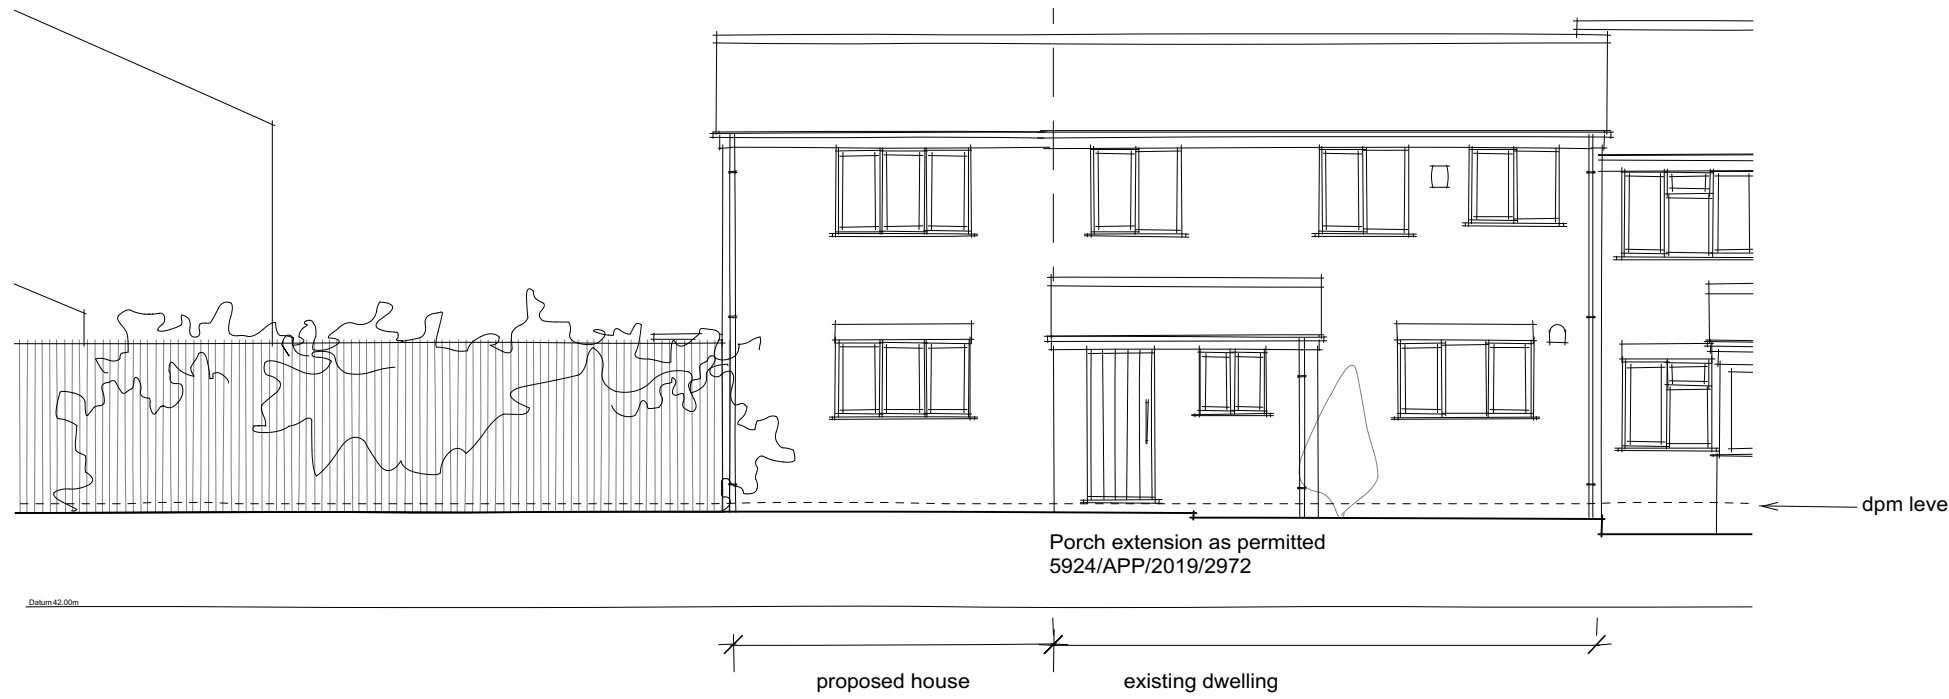 dpm leve
Porch extension as permitted
5924/APP/2019/2972
Datum 42.00m
proposed house
existing dwelling